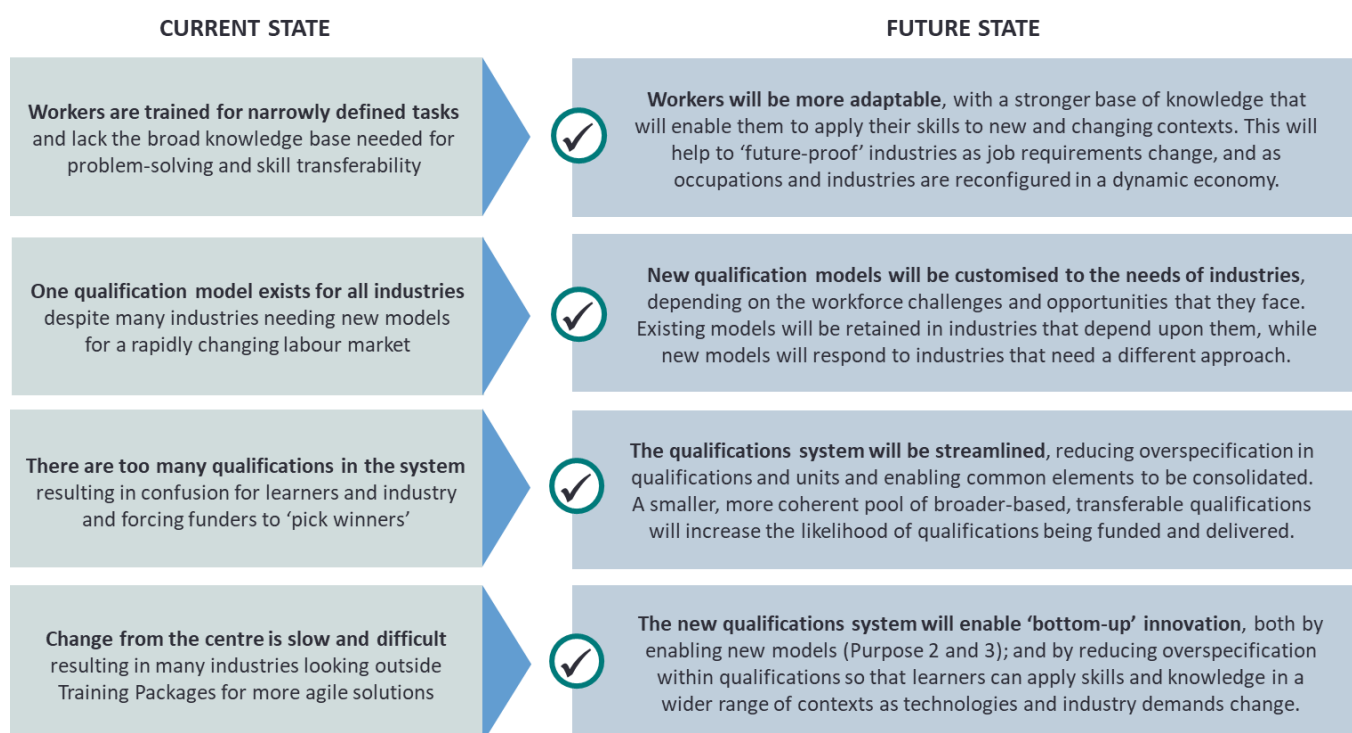 CURRENT STATE
FUTURE STATE
Workers are trained for narrowly defined tasks
and lack the broad knowledge base needed for
problem-solving and skill transferability
Workers will be more adaptable, with a stronger base of knowledge that
will enable them to apply their skills to new and changing contexts. This will
help to ‘future-proof’ industries as job requirements change, and as
occupations and industries are reconfigured in a dynamic economy.
One qualification model exists for all industries
despite many industries needing new models
for a rapidly changing labour market
New qualification models will be customised to the needs of industries,
depending on the workforce challenges and opportunities that they face.
Existing models will be retained in industries that depend upon them, while
new models will respond to industries that need a different approach.
There are too many qualifications in the system
resulting in confusion for learners and industry
and forcing funders to ‘pick winners’
The qualifications system will be streamlined, reducing overspecification in
qualifications and units and enabling common elements to be consolidated.
A smaller, more coherent pool of broader-based, transferable qualifications
will increase the likelihood of qualifications being funded and delivered.
Change from the centre is slow and difficult
resulting in many industries looking outside
Training Packages for more agile solutions
The new qualifications system will enable ‘bottom-up’ innovation, both by
enabling new models (Purpose 2 and 3); and by reducing overspecification
within qualifications so that learners can apply skills and knowledge in a
wider range of contexts as technologies and industry demands change.